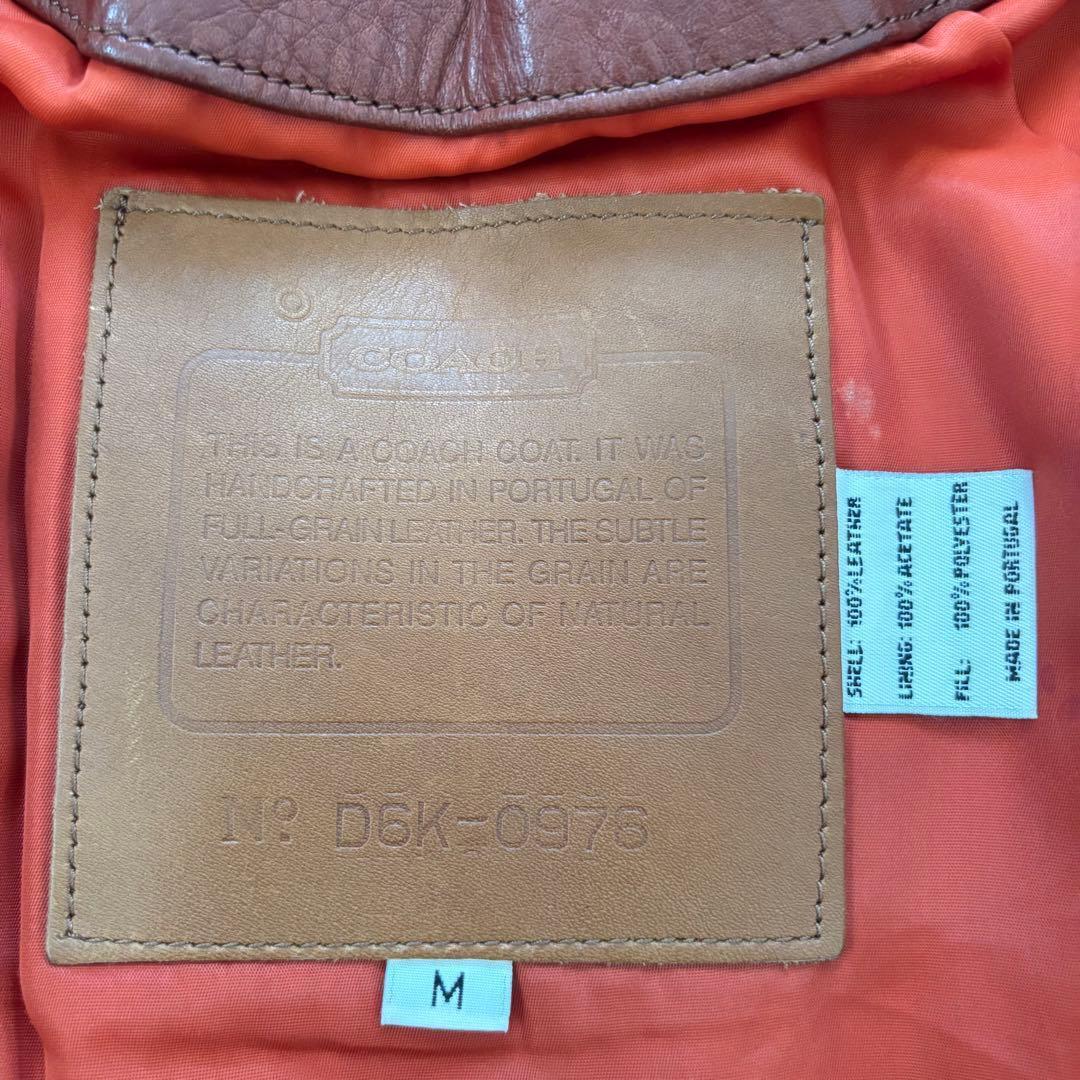 COACH
THIS IS A COACH COAT. IT WAS
HANDCRAFTED IN PORTUGAL OF
FULL-GRAIN LEATHER. THE SUBTLE
VARIATIONS IN THE GRAIN ARE
CHARACTERISTIC OF NATURAL
LEATHER.
Nº D6K-0976
M
SHELL: 100% LEATHER
LINING: 100% ACETATE
FILL: 100% POLYESTER
MADE IN PORTUGAL